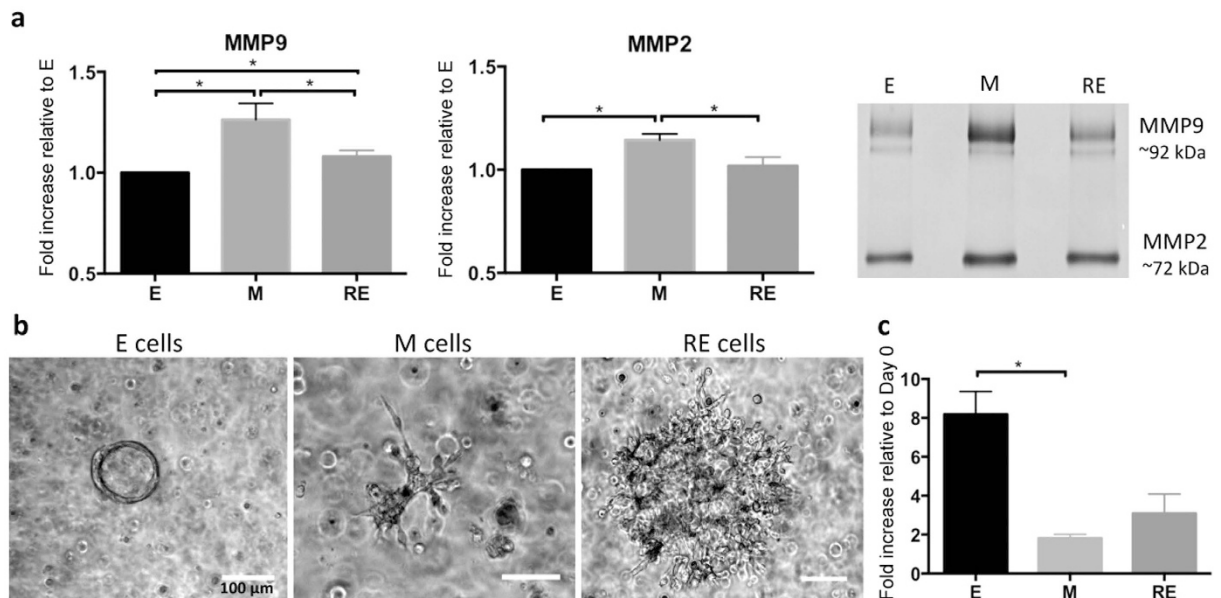 a
MMP9
Fold increase relative to E
1.5
1.0
0.5
* * *
E M RE
MMP2
Fold increase relative to E
1.5
1.0
0.5
* *
E M RE
E M RE
MMP9
~92 kDa
MMP2
~72 kDa
b
E cells
M cells
RE cells
100 µm
c
Fold increase relative to Day 0
10
8
6
4
2
0
*
E M RE